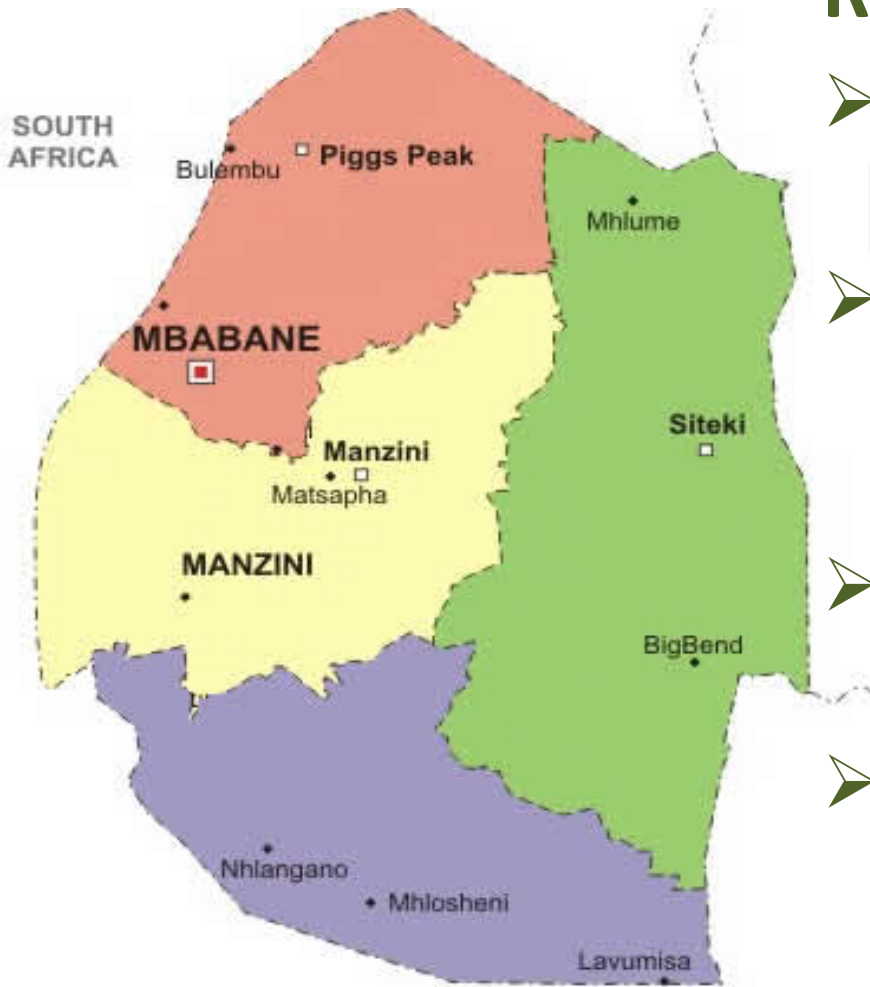 SOUTH
AFRICA
Bulembu
Piggs Peak
Mhlume
MBABANE
Siteki
Manzini
Matsapha
MANZINI
BigBend
Nhlangano
Mhlosheni
Lavumisa